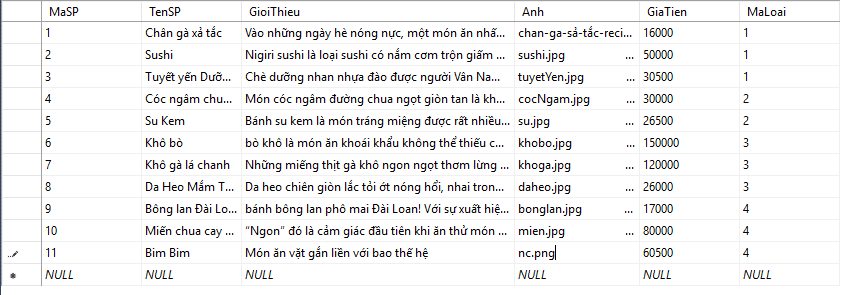 MaSP TenSP GioiThieu Anh GiaTien MaLoai
1 Chân gà xả tắc Vào những ngày hè nóng nực, một món ăn nhấ... chan-ga-sả-tắc-reci... 16000 1
2 Sushi Nigiri sushi là loại sushi có nắm cơm trộn giấm ... sushi.jpg ... 50000 1
3 Tuyết yến Dưỡ... Chè dưỡng nhan nhựa đào được người Vân Na... tuyetYen.jpg ... 30500 1
4 Cóc ngâm chu... Món cóc ngâm đường chua ngọt giòn tan là kh... cocNgam.jpg ... 30000 2
5 Su Kem Bánh su kem là món tráng miệng được rất nhiều... su.jpg ... 26500 2
6 Khô bò bò khô là món ăn khoái khẩu không thể thiếu c... khobo.jpg ... 150000 3
7 Khô gà lá chanh Những miếng thịt gà khô ngon ngọt thơm lừng ... khoga.jpg ... 120000 3
8 Da Heo Mắm T... Da heo chiên giòn lắc tỏi ớt nóng hổi, nhai tron... daheo.jpg ... 26000 3
9 Bông lan Đài Lo... bánh bông lan phô mai Đài Loan! Với sự xuất hiệ... bonglan.jpg ... 17000 4
10 Miến chua cay ... "Ngon" đó là cảm giác đầu tiên khi ăn thử món ... mien.jpg ... 80000 4
11 Bim Bim Món ăn vặt gắn liền với bao thế hệ nc.png 60500 4
NULL NULL NULL NULL NULL NULL